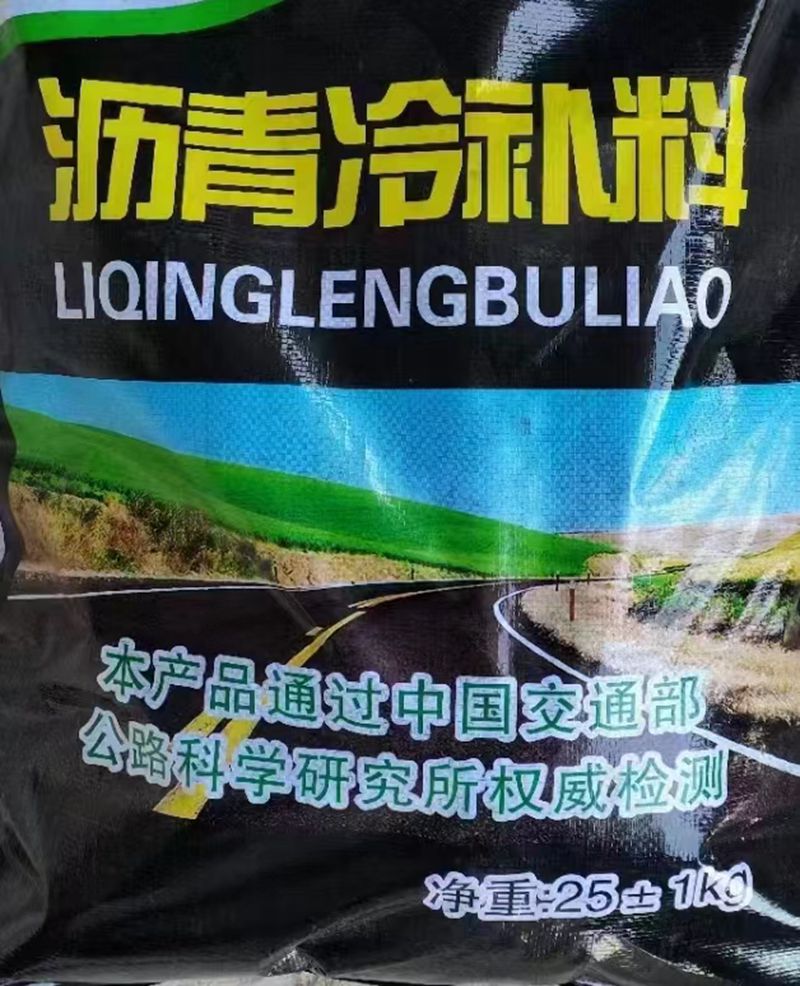 沥青冷补料
LIQINGLENGBULIAO
本产品通过中国交通部
公路科学研究所权威检测
净重:25±1kg